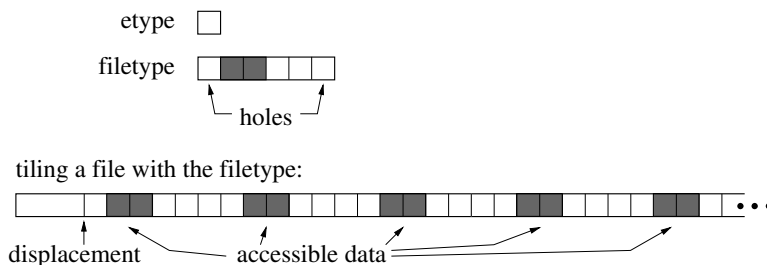 etype
filetype
holes
tiling a file with the filetype:
displacement
accessible data